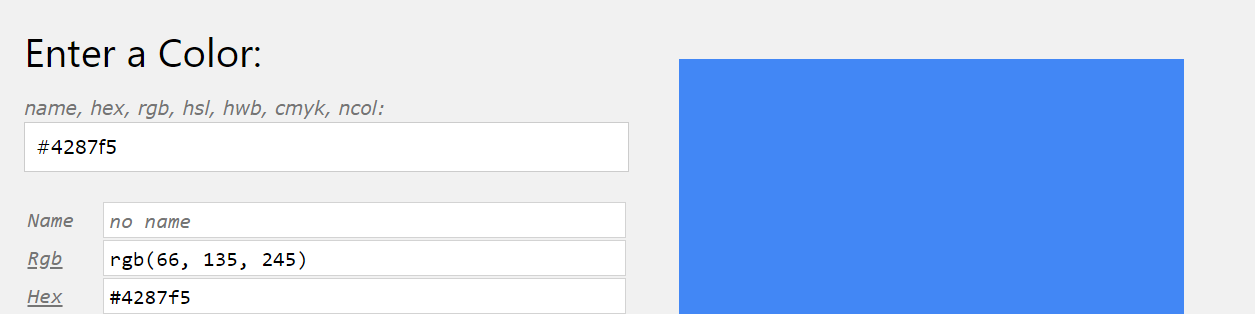 Enter a Color:
name, hex, rgb, hsl, hwb, cmyk, ncol:
#4287f5
Name no name
Rgb rgb(66, 135, 245)
Hex #4287f5